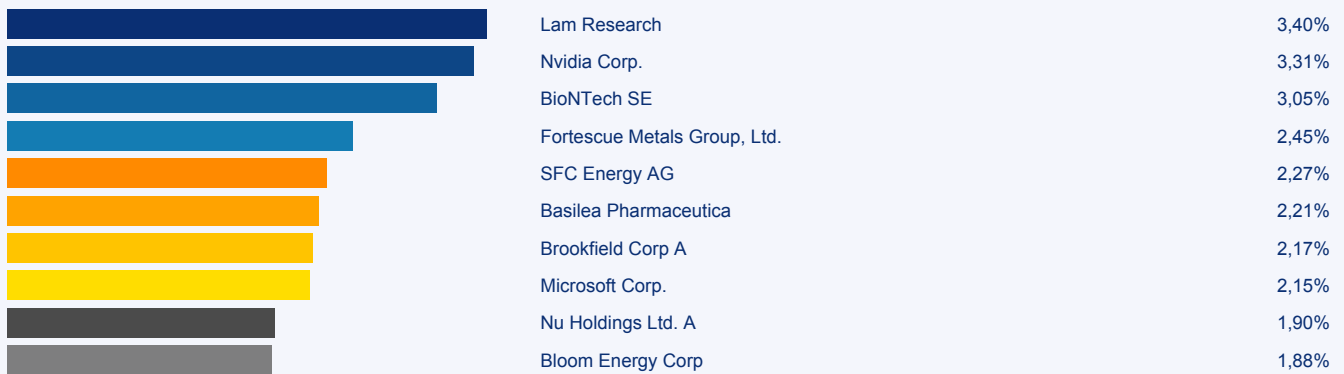 Lam Research 3,40%
Nvidia Corp. 3,31%
BioNTech SE 3,05%
Fortescue Metals Group, Ltd. 2,45%
SFC Energy AG 2,27%
Basilea Pharmaceutica 2,21%
Brookfield Corp A 2,17%
Microsoft Corp. 2,15%
Nu Holdings Ltd. A 1,90%
Bloom Energy Corp 1,88%